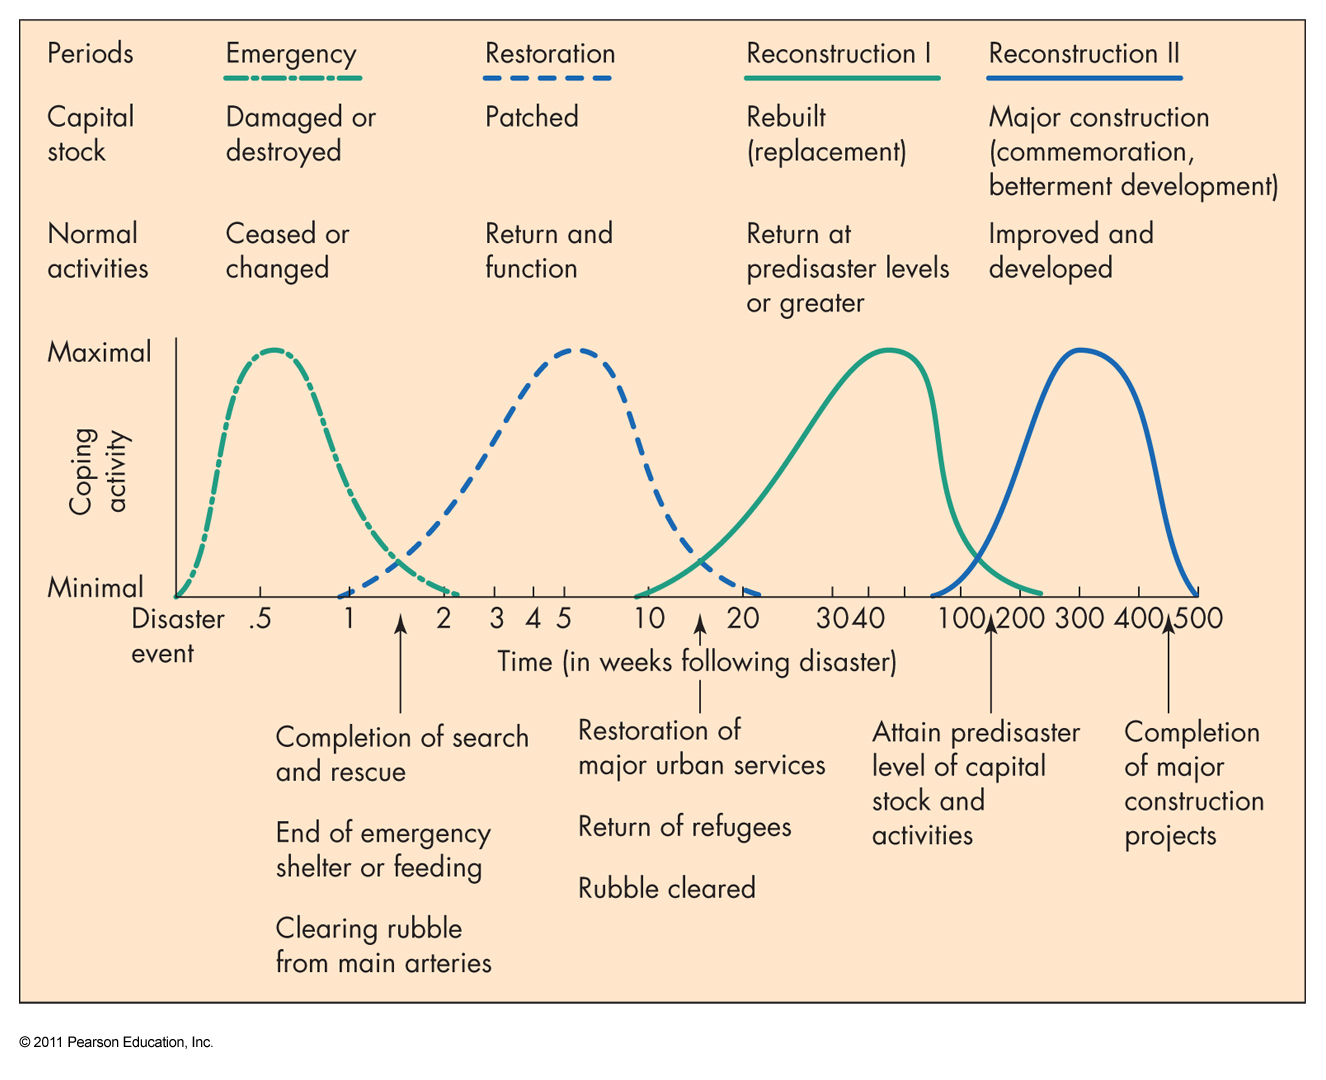 Periods
Emergency
Restoration
Reconstruction I
Reconstruction II
Capital
stock
Damaged or
destroyed
Patched
Rebuilt
(replacement)
Major construction
(commemoration,
betterment development)
Normal
activities
Ceased or
changed
Return and
function
Return at
predisaster levels
or greater
Improved and
developed
Maximal
Coping
activity
Minimal
Disaster
event
.5 1 2 3 4 5 10 20 30 40 100 200 300 400 500
Time (in weeks following disaster)
Completion of search
and rescue
End of emergency
shelter or feeding
Clearing rubble
from main arteries
Restoration of
major urban services
Return of refugees
Rubble cleared
Attain predisaster
level of capital
stock and
activities
Completion
of major
construction
projects
© 2011 Pearson Education, Inc.